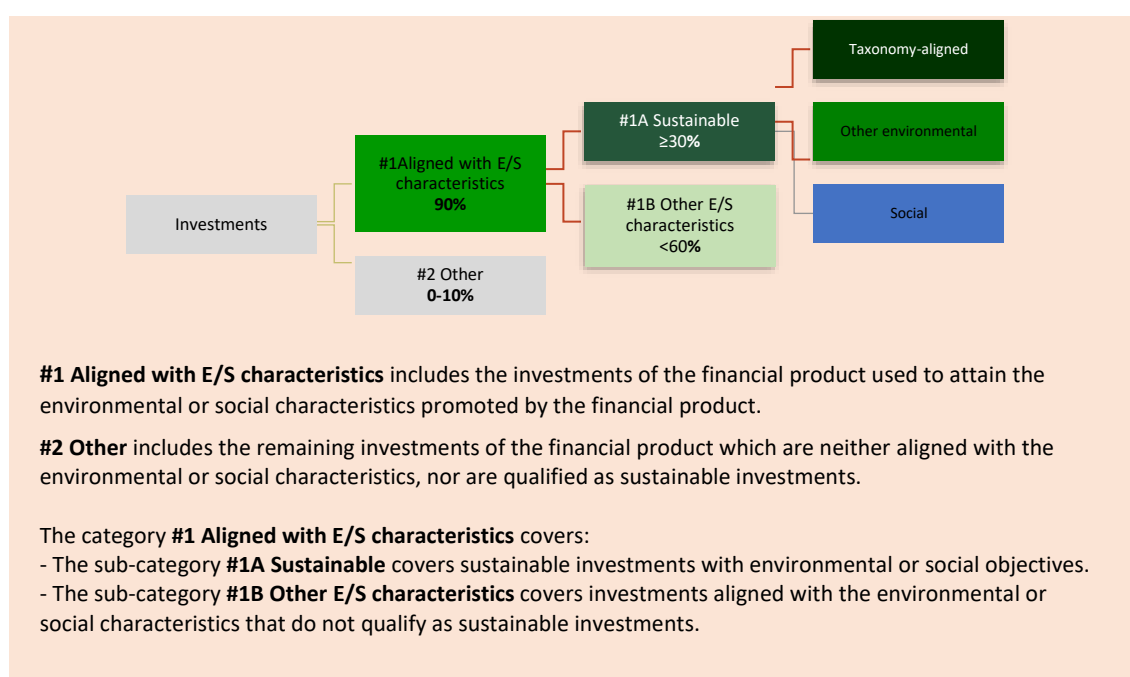 Taxonomy-aligned
#1A Sustainable
≥30%
Other environmental
#1Aligned with E/S
characteristics
90%
#1B Other E/S
characteristics
<60%
Social
Investments
#2 Other
0-10%
#1 Aligned with E/S characteristics includes the investments of the financial product used to attain the
environmental or social characteristics promoted by the financial product.
#2 Other includes the remaining investments of the financial product which are neither aligned with the
environmental or social characteristics, nor are qualified as sustainable investments.
The category #1 Aligned with E/S characteristics covers:
- The sub-category #1A Sustainable covers sustainable investments with environmental or social objectives.
- The sub-category #1B Other E/S characteristics covers investments aligned with the environmental or
social characteristics that do not qualify as sustainable investments.